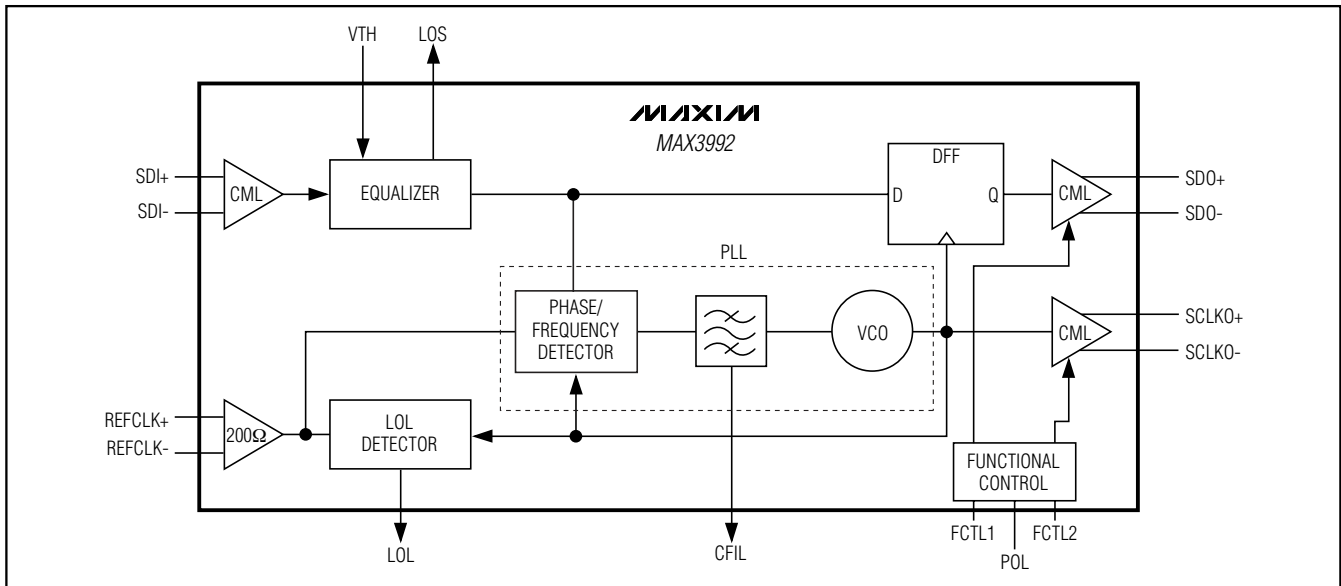 VTH LOS
MAXIM
MAX3992
SDI+
SDI-
CML
EQUALIZER
DFF
D Q
CML
SDO+
SDO-
PLL
PHASE/
FREQUENCY
DETECTOR
VCO
CML
SCLKO+
SCLKO-
REFCLK+
REFCLK-
200Ω
LOL
DETECTOR
FUNCTIONAL
CONTROL
LOL
CFIL
FCTL1
POL
FCTL2